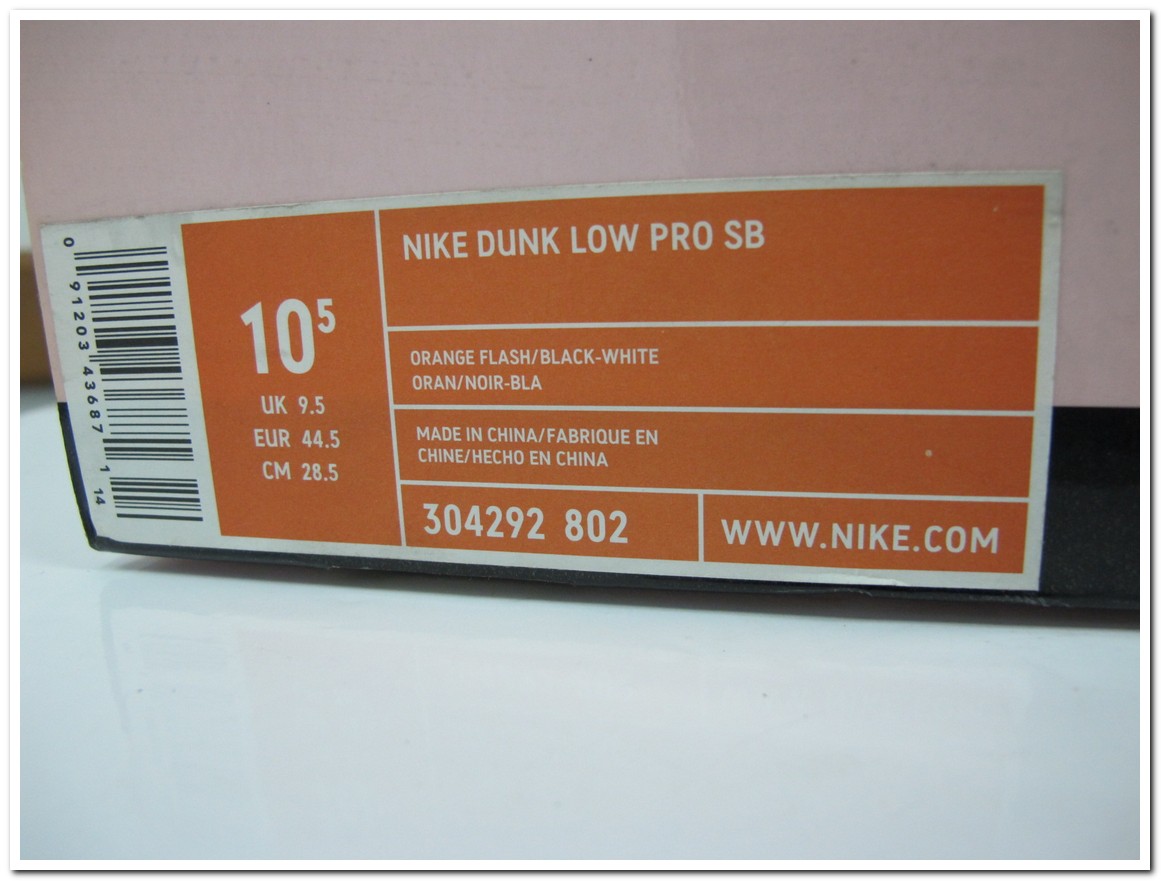 0 91203 43687 1 14
10 5
UK 9.5
EUR 44.5
CM 28.5
NIKE DUNK LOW PRO SB
ORANGE FLASH/BLACK-WHITE
ORAN/NOIR-BLA
MADE IN CHINA/FABRIQUE EN
CHINE/HECHO EN CHINA
304292 802
WWW.NIKE.COM